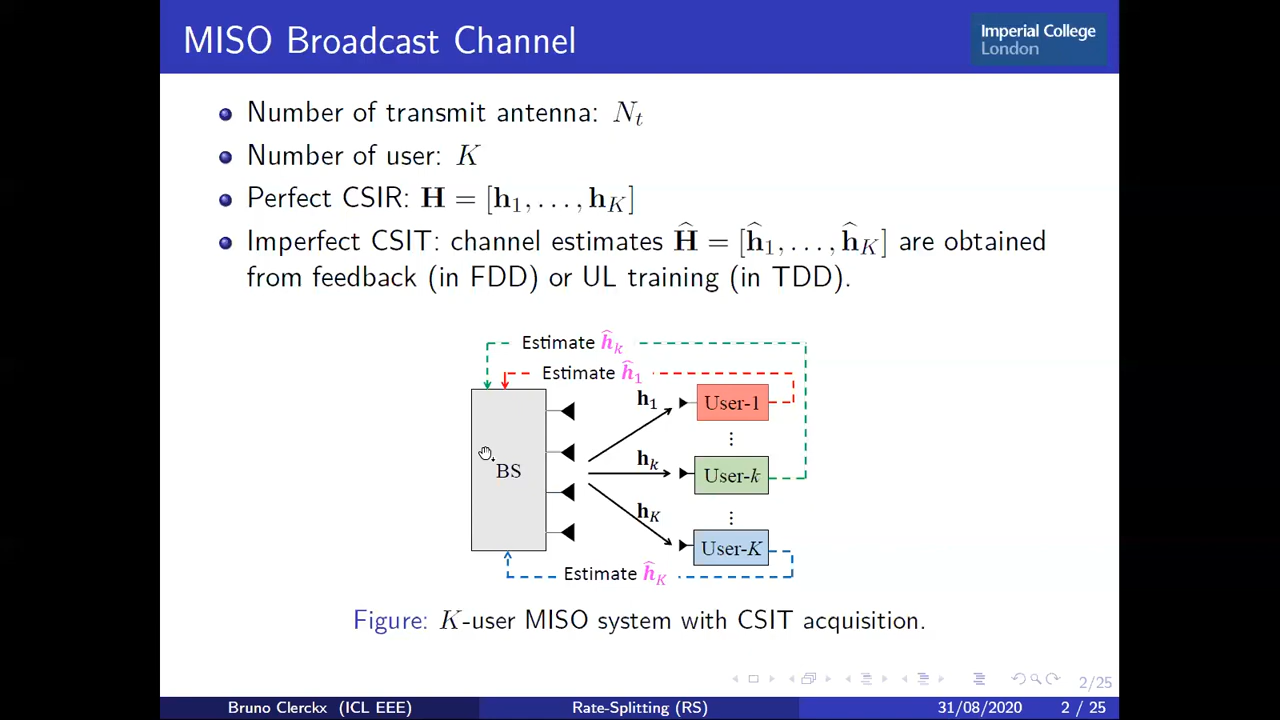 MISO Broadcast Channel
Imperial College
London
Number of transmit antenna: N_t
Number of user: K
Perfect CSIR: H = [h_1, . . . , h_K]
Imperfect CSIT: channel estimates Ĥ = [ĥ_1, . . . , ĥ_K] are obtained
from feedback (in FDD) or UL training (in TDD).
Estimate ĥ_k
Estimate ĥ_1
h_1
User-1
⋮
BS
h_k
User-k
⋮
h_K
User-K
Estimate ĥ_K
Figure: K-user MISO system with CSIT acquisition.
2/25
Bruno Clerckx (ICL EEE)
Rate-Splitting (RS)
31/08/2020
2 / 25